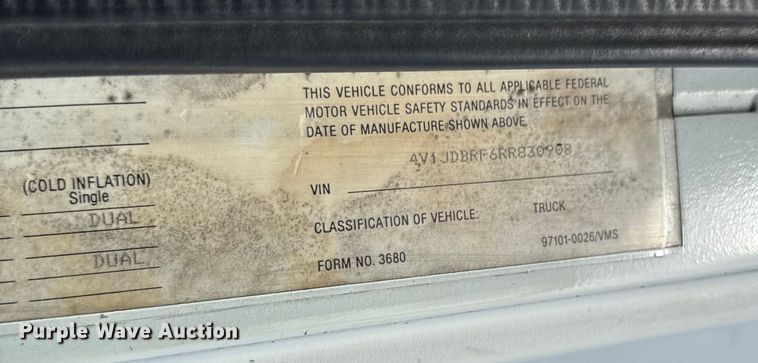 THIS VEHICLE CONFORMS TO ALL APPLICABLE FEDERAL
MOTOR VEHICLE SAFETY STANDARDS IN EFFECT ON THE
DATE OF MANUFACTURE SHOWN ABOVE.
4V1JDBRF6RR830908
VIN
CLASSIFICATION OF VEHICLE: TRUCK
FORM NO. 3680 97101-0026/VMS
(COLD INFLATION)
Single
DUAL
DUAL
Purple Wave Auction